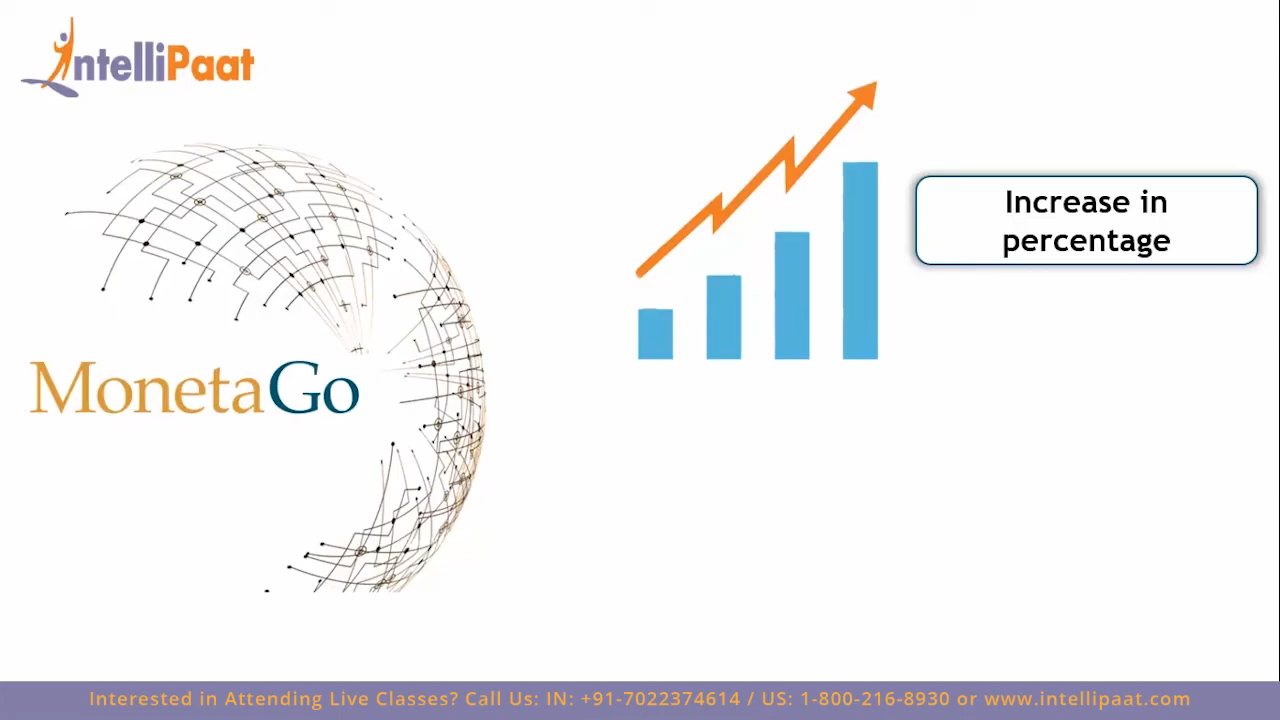 IntelliPaat
Increase in
percentage
MonetaGo
Interested in Attending Live Classes? Call Us: IN: +91-7022374614 / US: 1-800-216-8930 or www.intellipaat.com